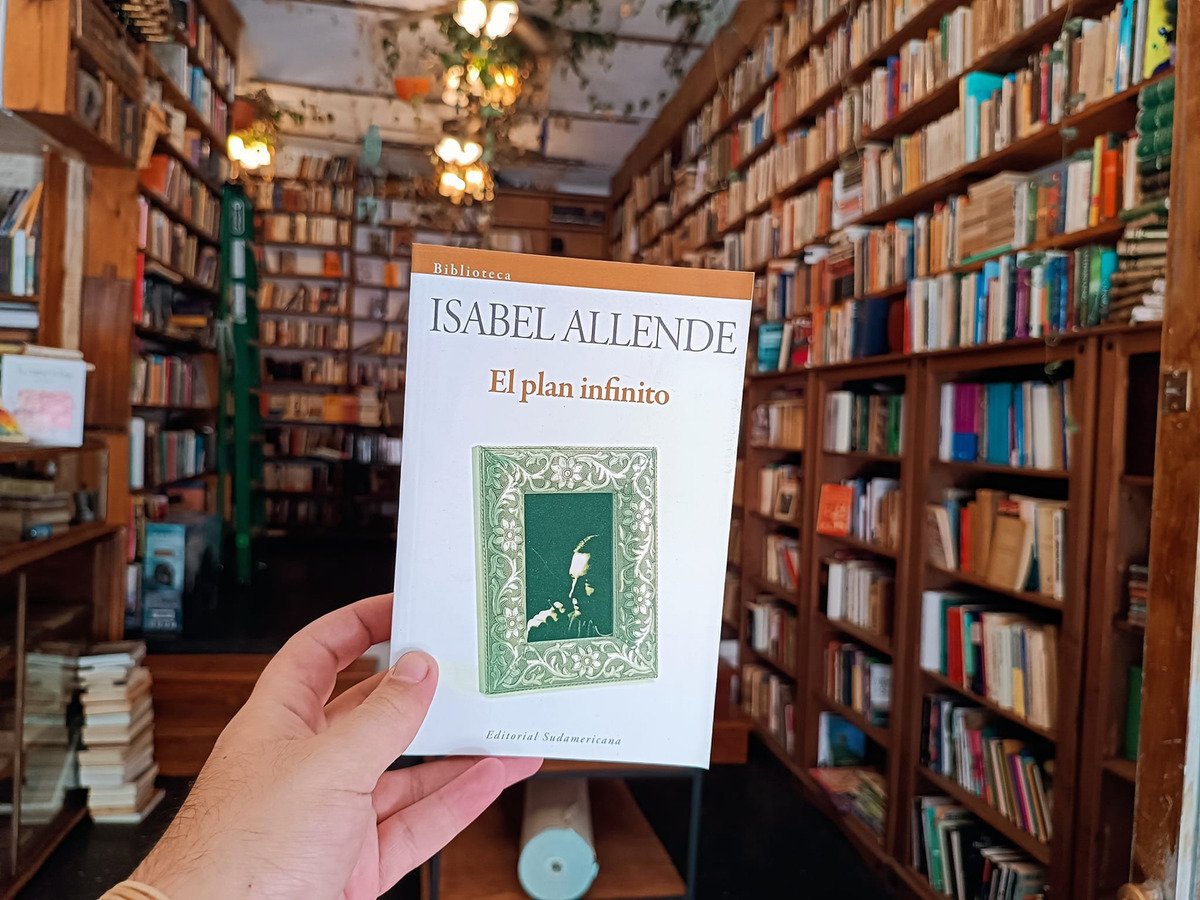 Biblioteca
ISABEL ALLENDE
El plan infinito
Editorial Sudamericana